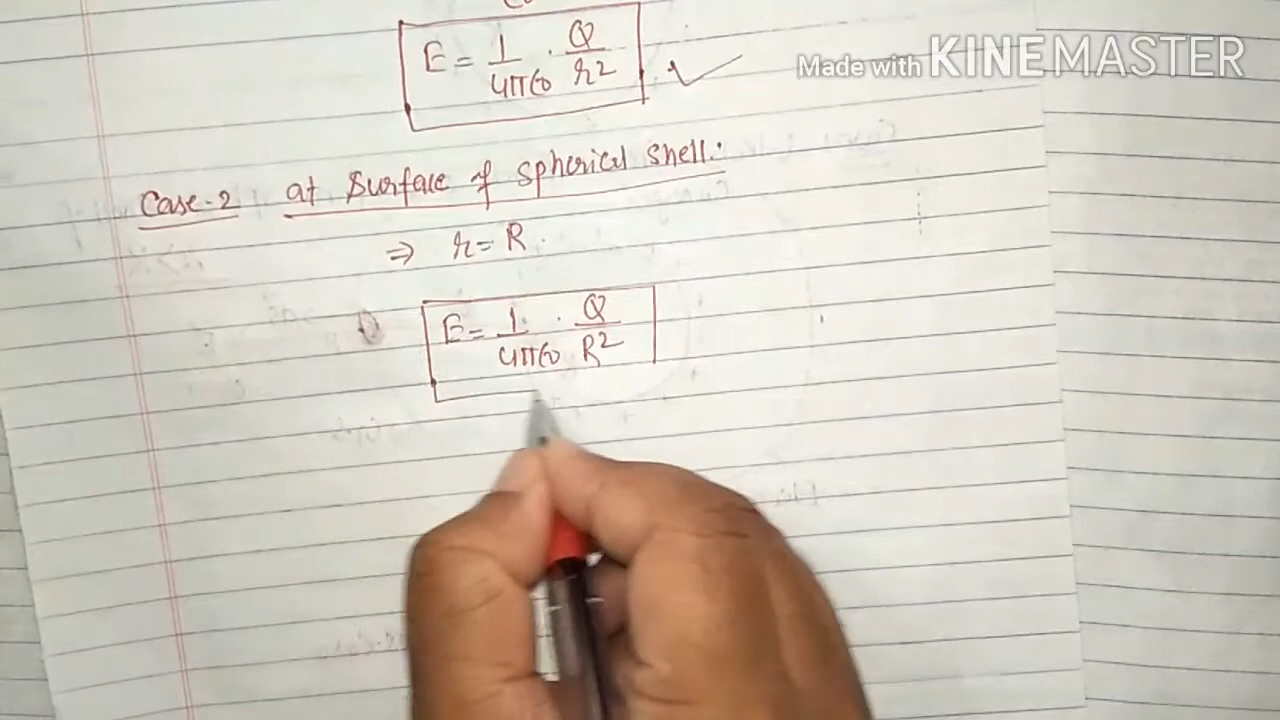 E = 1/4πε0 · Q/r²
Made with KINEMASTER
Case-2 at Surface of spherical shell:
⇒ r = R
E = 1/4πε0 · Q/R²